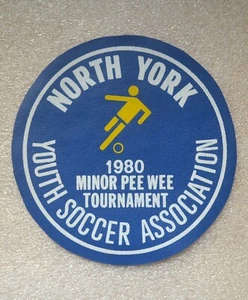 NORTH YORK
1980
MINOR PEE WEE
TOURNAMENT
YOUTH SOCCER ASSOCIATION